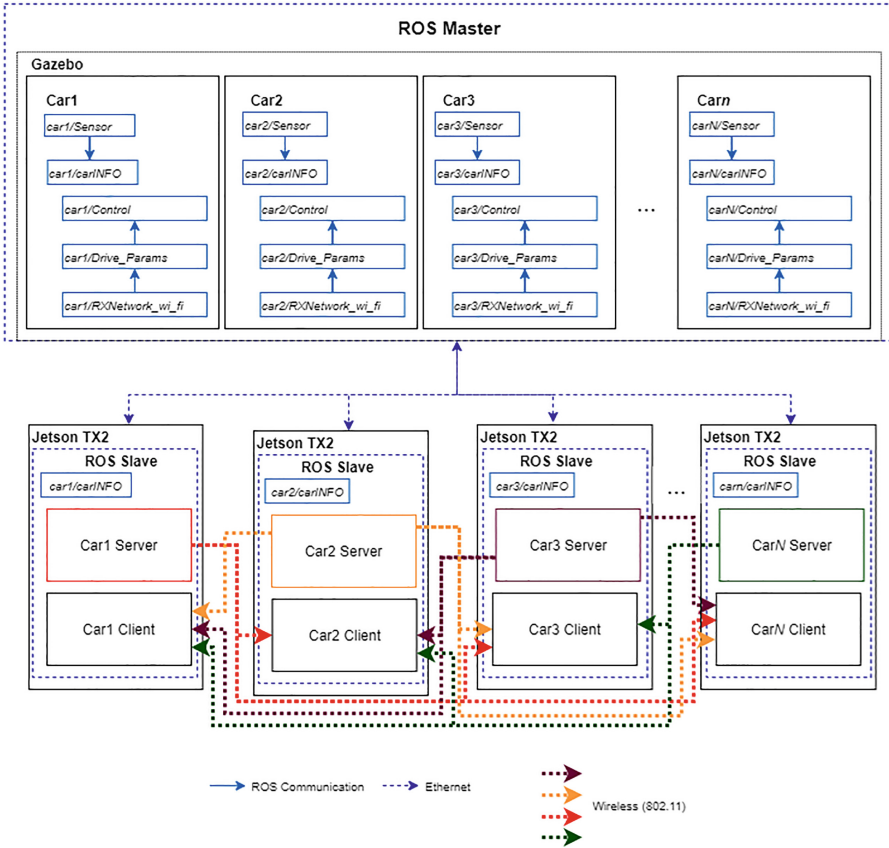 ROS Master
Gazebo
Car1
car1/Sensor
car1/carINFO
car1/Control
car1/Drive_Params
car1/RXNetwork_wi_fi
Car2
car2/Sensor
car2/carINFO
car2/Control
car2/Drive_Params
car2/RXNetwork_wi_fi
Car3
car3/Sensor
car3/carINFO
car3/Control
car3/Drive_Params
car3/RXNetwork_wi_fi
...
Carn
carN/Sensor
carN/carINFO
carN/Control
carN/Drive_Params
carN/RXNetwork_wi_fi
Jetson TX2
ROS Slave
car1/carINFO
Car1 Server
Car1 Client
Jetson TX2
ROS Slave
car2/carINFO
Car2 Server
Car2 Client
Jetson TX2
ROS Slave
car3/carINFO
Car3 Server
Car3 Client
...
Jetson TX2
ROS Slave
carn/carINFO
CarN Server
CarN Client
ROS Communication
Ethernet
Wireless (802.11)